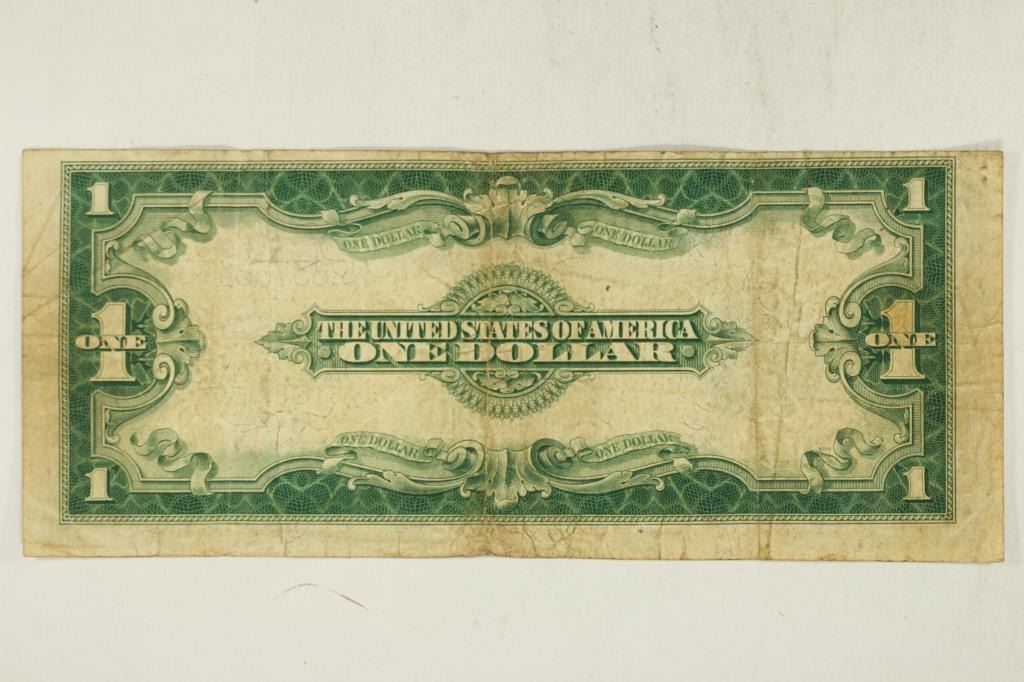 1 1
ONE DOLLAR ONE DOLLAR
THE UNITED STATES OF AMERICA
1 ONE ONE DOLLAR 1 ONE
ONE DOLLAR ONE DOLLAR
1 1